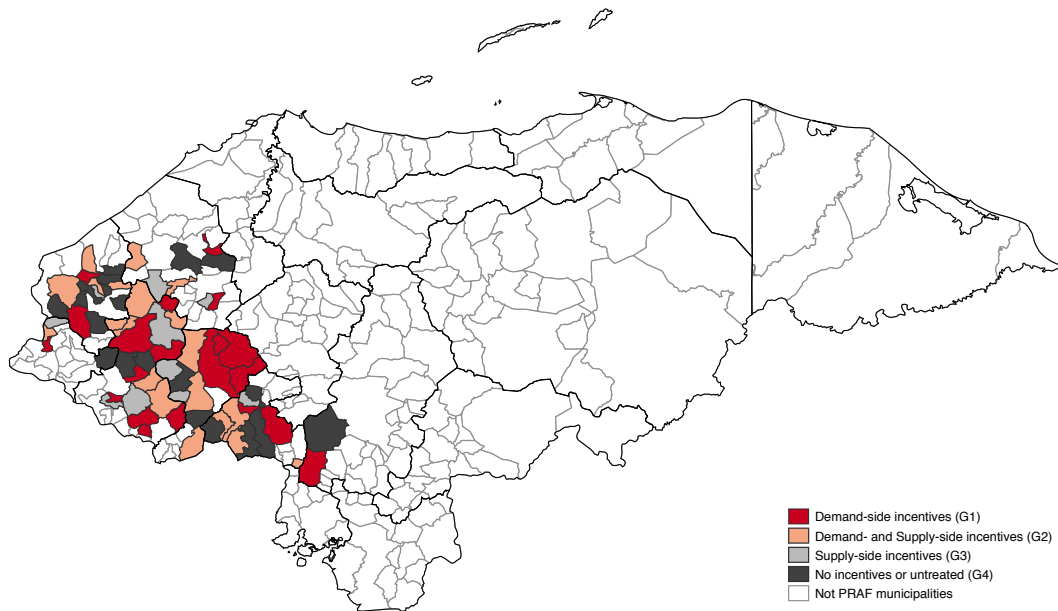 Demand-side incentives (G1)
Demand- and Supply-side incentives (G2)
Supply-side incentives (G3)
No incentives or untreated (G4)
Not PRAF municipalities